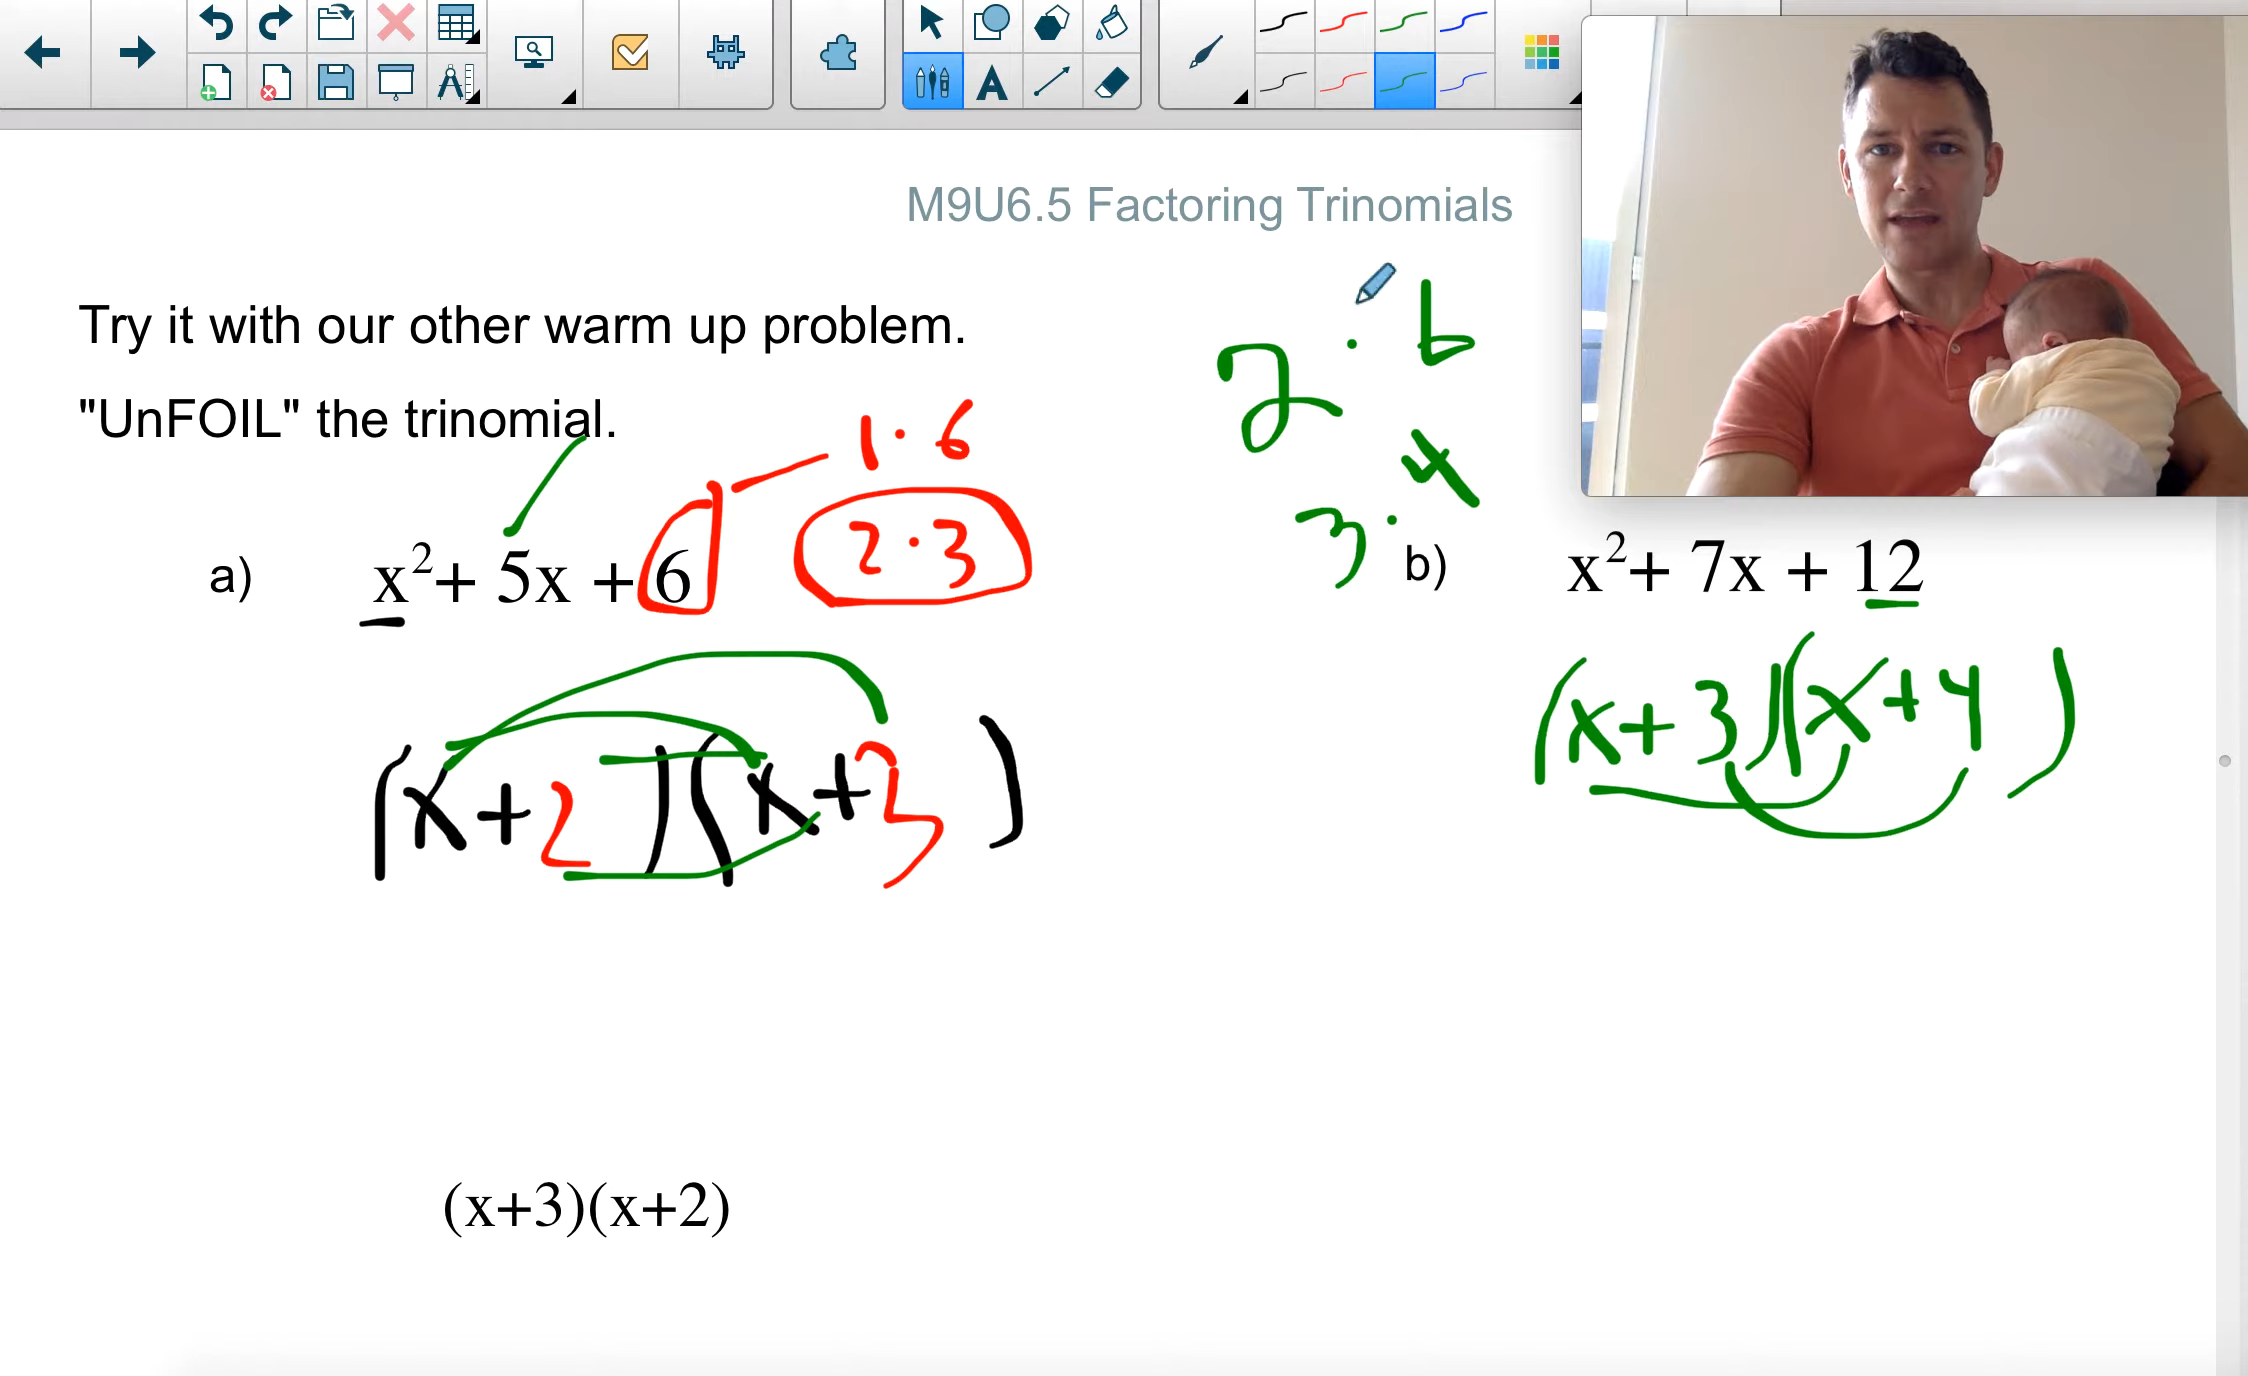 M9U6.5 Factoring Trinomials
Try it with our other warm up problem.
"UnFOIL" the trinomial.
1·6
2·3
2·6
3·4
a) x²+ 5x + 6
b) x²+ 7x + 12
(x+2)(x+3)
(x+3)(x+4)
(x+3)(x+2)